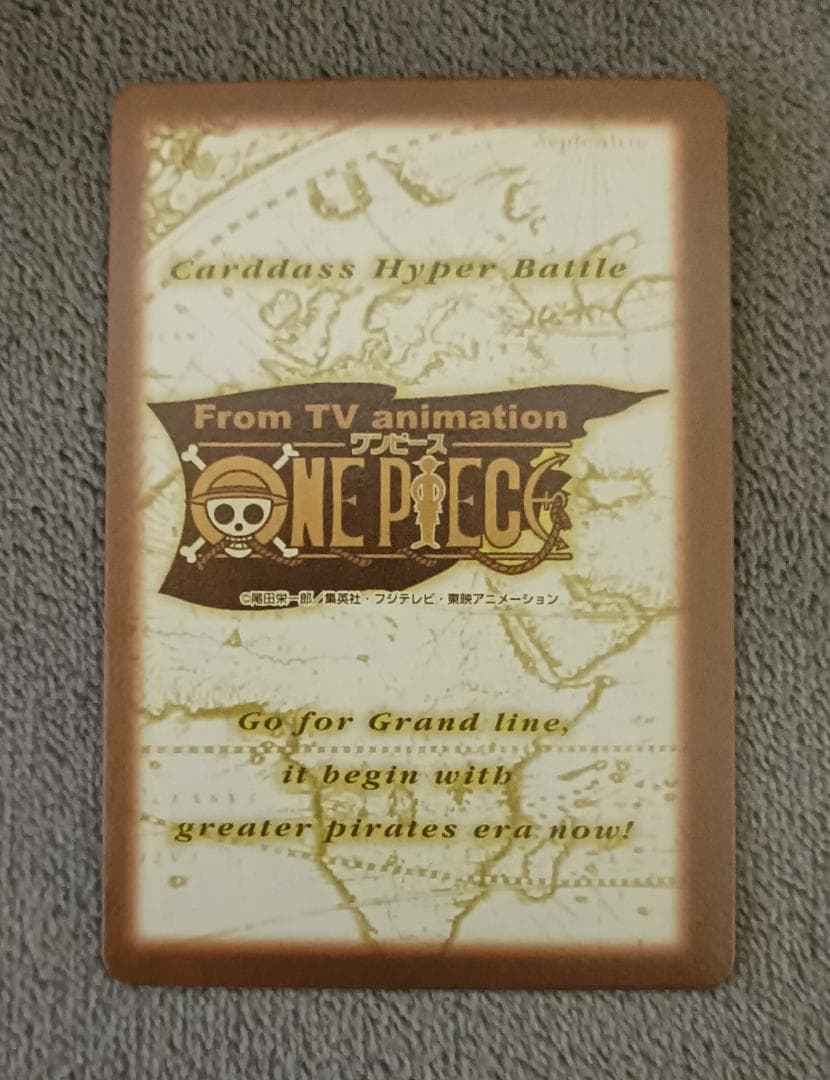 Carddass Hyper Battle
From TV animation
ワンピース
ONE PIECE
©尾田栄一郎／集英社・フジテレビ・東映アニメーション
Go for Grand line,
it begin with
greater pirates era now!